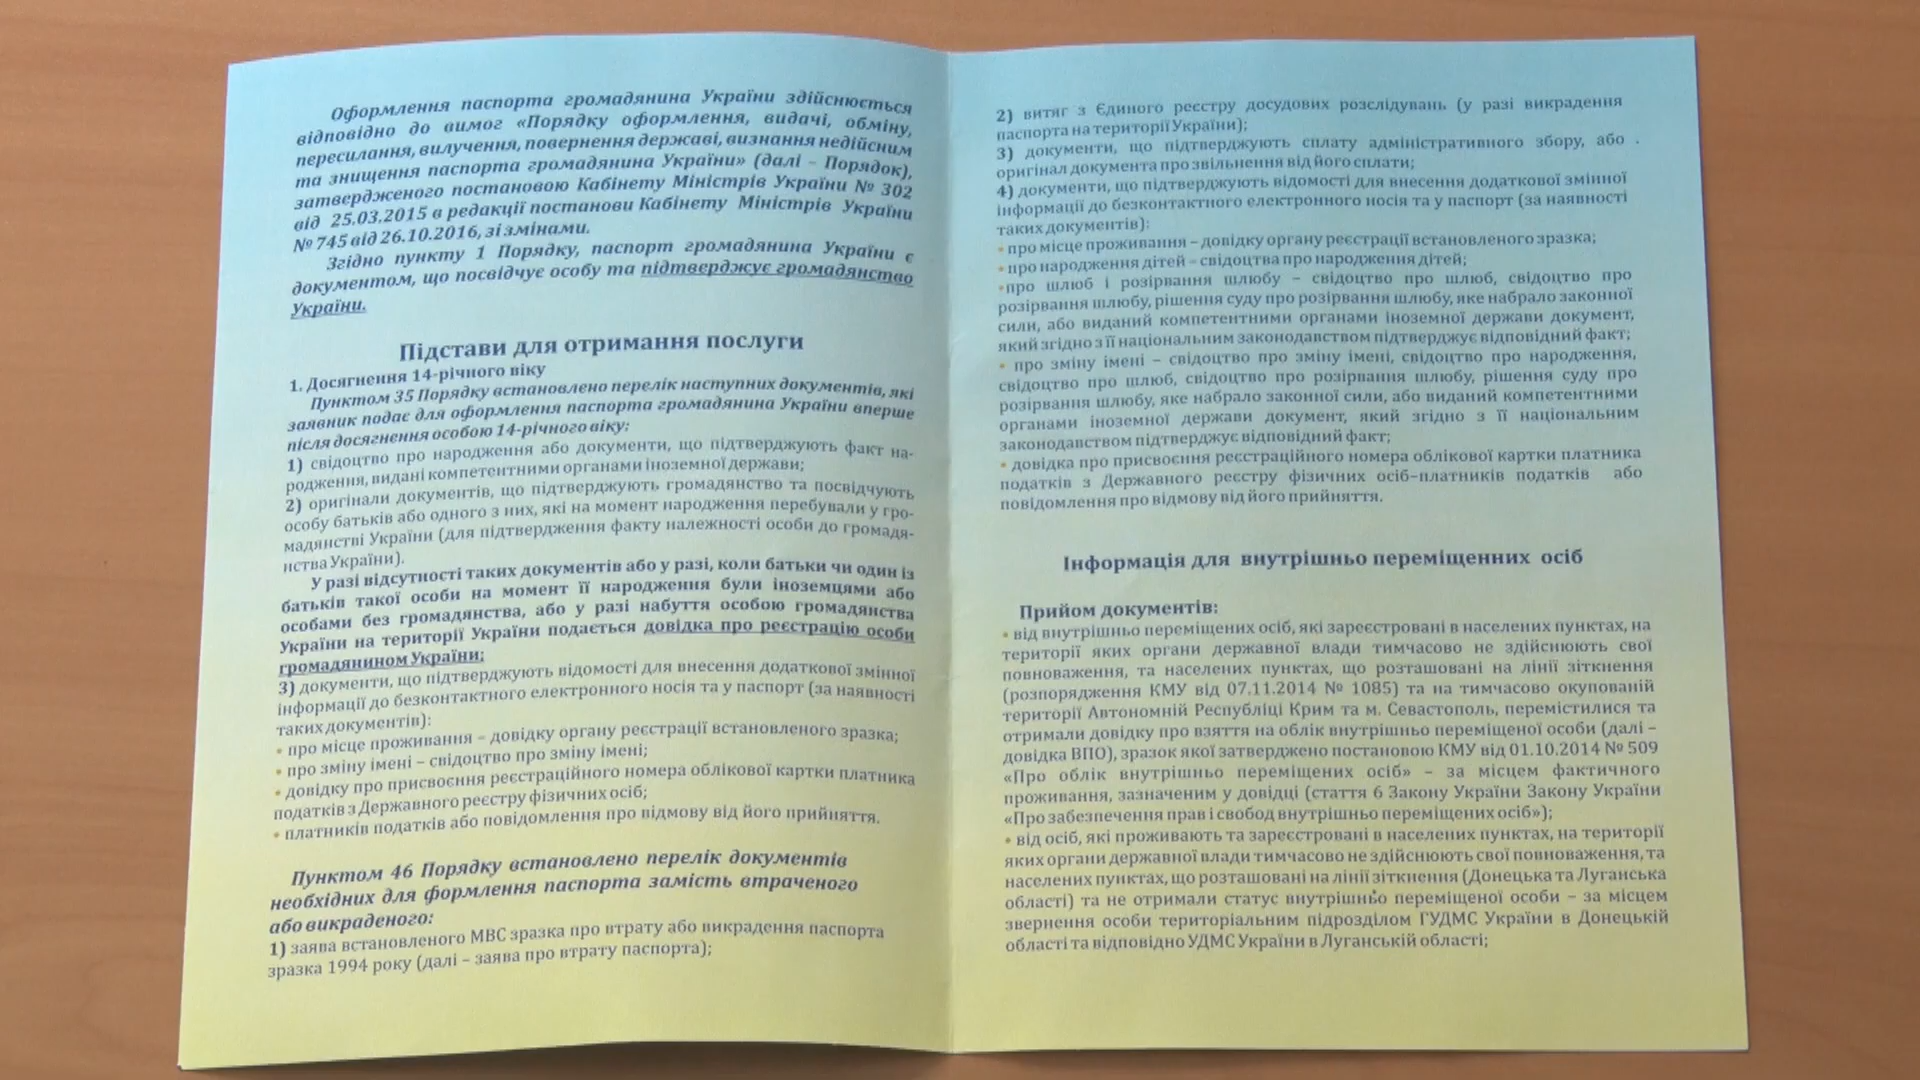 Оформлення паспорта громадянина України здійснюється
відповідно до вимог «Порядку оформлення, видачі, обміну,
пересилання, вилучення, повернення державі, визнання недійсним
та знищення паспорта громадянина України» (далі – Порядок),
затвердженого постановою Кабінету Міністрів України № 302
від 25.03.2015 в редакції постанови Кабінету Міністрів України
№ 745 від 26.10.2016, зі змінами.
Згідно пункту 1 Порядку, паспорт громадянина України є
документом, що посвідчує особу та підтверджує громадянство
України.
Підстави для отримання послуги
1. Досягнення 14-річного віку
Пунктом 35 Порядку встановлено перелік наступних документів, які
заявник подає для оформлення паспорта громадянина України вперше
після досягнення особою 14-річного віку:
1) свідоцтво про народження або документи, що підтверджують факт на-
родження, видані компетентними органами іноземної держави;
2) оригінали документів, що підтверджують громадянство та посвідчують
особу батьків або одного з них, які на момент народження перебували у гро-
мадянстві України (для підтвердження факту належності особи до громадя-
нства України).
У разі відсутності таких документів або у разі, коли батьки чи один із
батьків такої особи на момент її народження були іноземцями або
особами без громадянства, або у разі набуття особою громадянства
України на території України подається довідка про реєстрацію особи
громадянином України;
3) документи, що підтверджують відомості для внесення додаткової змінної
інформації до безконтактного електронного носія та у паспорт (за наявності
таких документів):
• про місце проживання – довідку органу реєстрації встановленого зразка;
• про зміну імені – свідоцтво про зміну імені;
• довідку про присвоєння реєстраційного номера облікової картки платника
податків з Державного реєстру фізичних осіб;
• платників податків або повідомлення про відмову від його прийняття.
Пунктом 46 Порядку встановлено перелік документів
необхідних для формлення паспорта замість втраченого
або викраденого:
1) заява встановленого МВС зразка про втрату або викрадення паспорта
зразка 1994 року (далі – заява про втрату паспорта);
2) витяг з Єдиного реєстру досудових розслідувань (у разі викрадення
паспорта на території України);
3) документи, що підтверджують сплату адміністративного збору, або
оригінал документа про звільнення від його сплати;
4) документи, що підтверджують відомості для внесення додаткової змінної
інформації до безконтактного електронного носія та у паспорт (за наявності
таких документів):
• про місце проживання – довідку органу реєстрації встановленого зразка;
• про народження дітей – свідоцтва про народження дітей;
• про шлюб і розірвання шлюбу – свідоцтво про шлюб, свідоцтво про
розірвання шлюбу, рішення суду про розірвання шлюбу, яке набрало законної
сили, або виданий компетентними органами іноземної держави документ,
який згідно з її національним законодавством підтверджує відповідний факт;
• про зміну імені – свідоцтво про зміну імені, свідоцтво про народження,
свідоцтво про шлюб, свідоцтво про розірвання шлюбу, рішення суду про
розірвання шлюбу, яке набрало законної сили, або виданий компетентними
органами іноземної держави документ, який згідно з її національним
законодавством підтверджує відповідний факт;
• довідка про присвоєння реєстраційного номера облікової картки платника
податків з Державного реєстру фізичних осіб–платників податків або
повідомлення про відмову від його прийняття.
Інформація для внутрішньо переміщенних осіб
Прийом документів:
• від внутрішньо переміщених осіб, які зареєстровані в населених пунктах, на
території яких органи державної влади тимчасово не здійснюють свої
повноваження, та населених пунктах, що розташовані на лінії зіткнення
(розпорядження КМУ від 07.11.2014 № 1085) та на тимчасово окупованій
території Автономній Республіці Крим та м. Севастополь, перемістилися та
отримали довідку про взяття на облік внутрішньо переміщеної особи (далі –
довідка ВПО), зразок якої затверджено постановою КМУ від 01.10.2014 № 509
«Про облік внутрішньо переміщених осіб» – за місцем фактичного
проживання, зазначеним у довідці (стаття 6 Закону України Закону України
«Про забезпечення прав і свобод внутрішньо переміщених осіб»);
• від осіб, які проживають та зареєстровані в населених пунктах, на території
яких органи державної влади тимчасово не здійснюють свої повноваження, та
населених пунктах, що розташовані на лінії зіткнення (Донецька та Луганська
області) та не отримали статус внутрішньо переміщеної особи – за місцем
звернення особи територіальним підрозділом ГУДМС України в Донецькій
області та відповідно УДМС України в Луганській області;